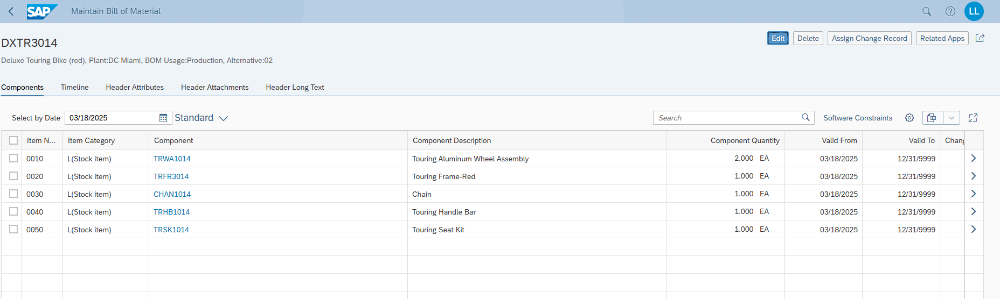 SAP Maintain Bill of Material LL
DXTR3014 Edit Delete Assign Change Record Related Apps
Deluxe Touring Bike (red), Plant:DC Miami, BOM Usage:Production, Alternative:02
Components Timeline Header Attributes Header Attachments Header Long Text
Select by Date 03/18/2025 Standard Search Software Constraints
Item N... Item Category Component Component Description Component Quantity Valid From Valid To Chang
0010 L(Stock item) TRWA1014 Touring Aluminum Wheel Assembly 2.000 EA 03/18/2025 12/31/9999
0020 L(Stock item) TRFR3014 Touring Frame-Red 1.000 EA 03/18/2025 12/31/9999
0030 L(Stock item) CHAN1014 Chain 1.000 EA 03/18/2025 12/31/9999
0040 L(Stock item) TRHB1014 Touring Handle Bar 1.000 EA 03/18/2025 12/31/9999
0050 L(Stock item) TRSK1014 Touring Seat Kit 1.000 EA 03/18/2025 12/31/9999